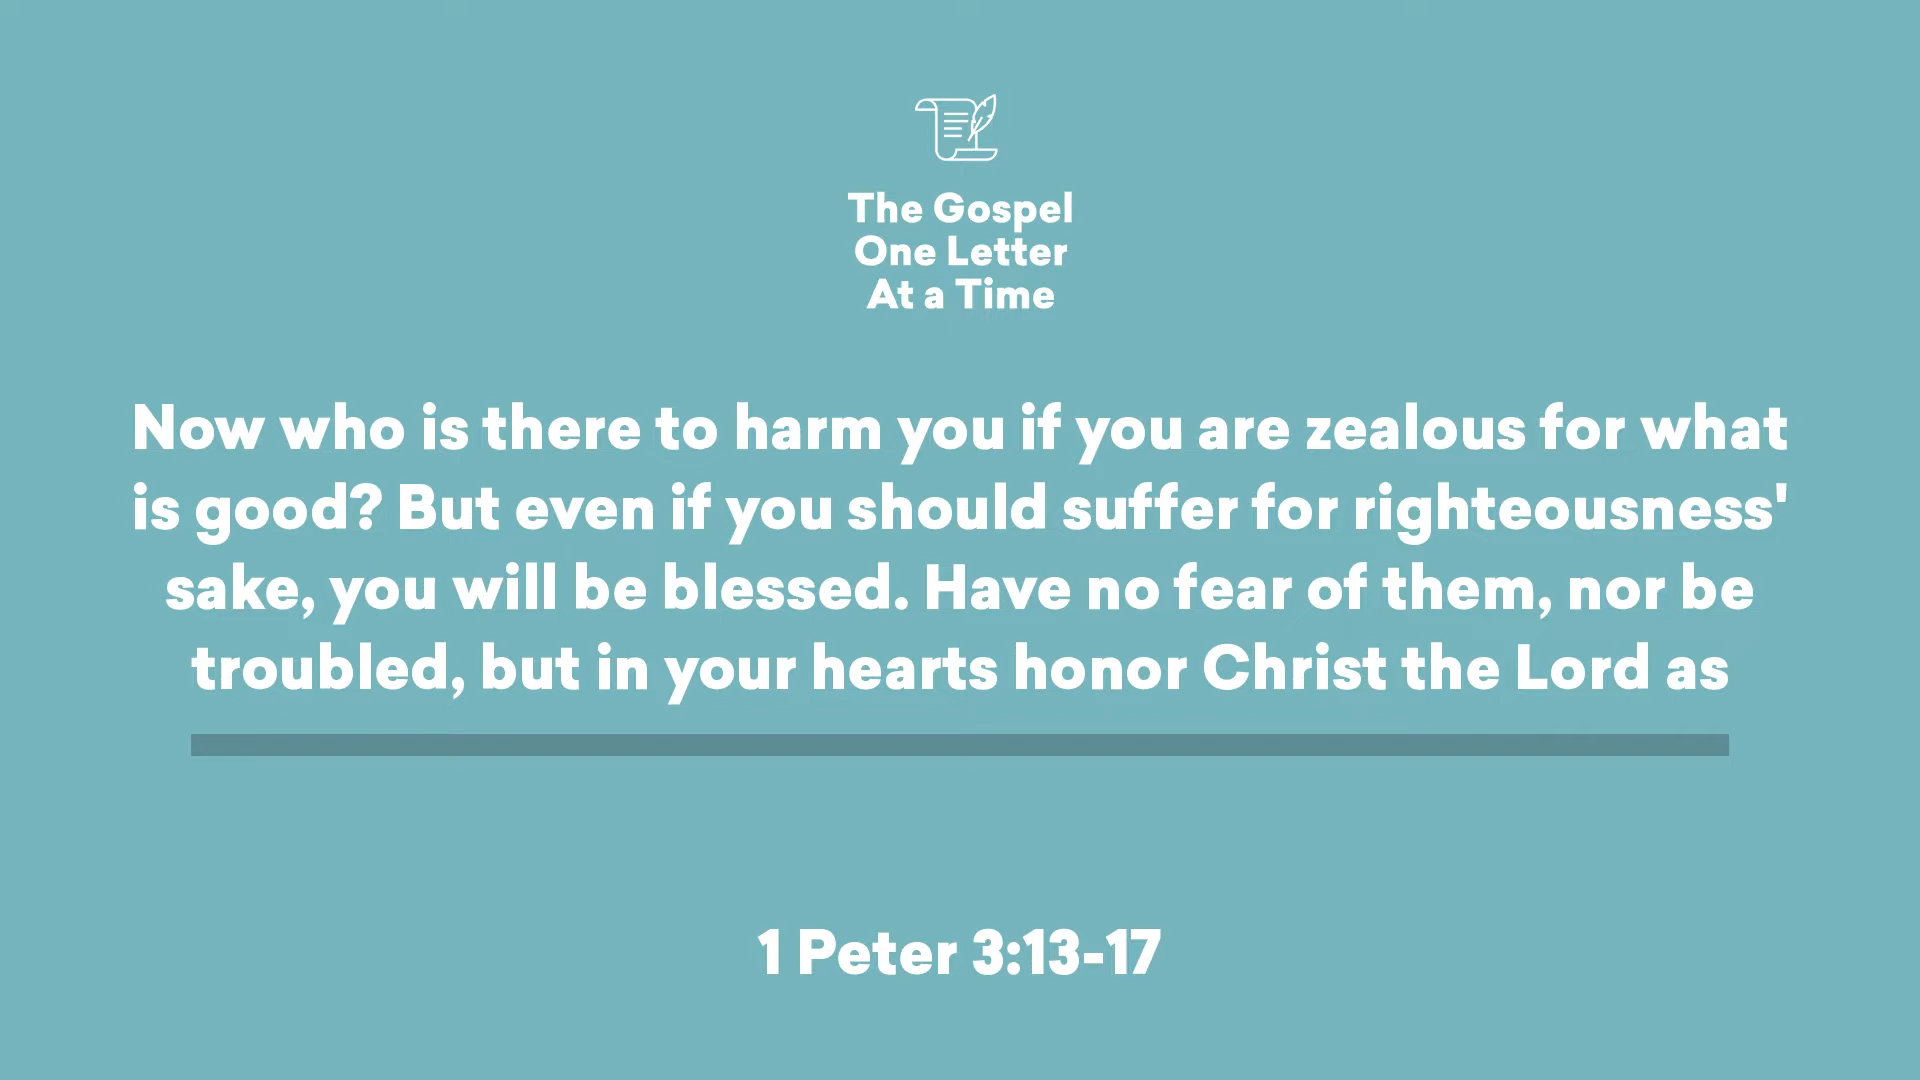 The Gospel
One Letter
At a Time
Now who is there to harm you if you are zealous for what
is good? But even if you should suffer for righteousness'
sake, you will be blessed. Have no fear of them, nor be
troubled, but in your hearts honor Christ the Lord as
1 Peter 3:13-17